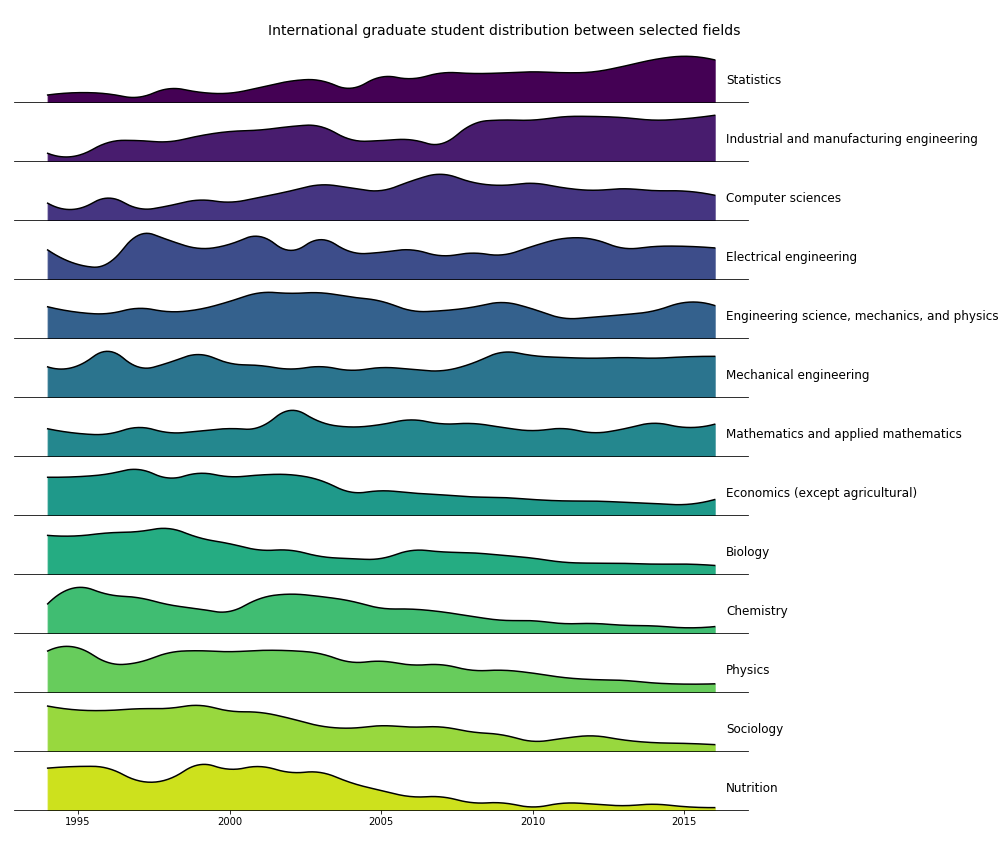 International graduate student distribution between selected fields
Statistics
Industrial and manufacturing engineering
Computer sciences
Electrical engineering
Engineering science, mechanics, and physics
Mechanical engineering
Mathematics and applied mathematics
Economics (except agricultural)
Biology
Chemistry
Physics
Sociology
Nutrition
1995 2000 2005 2010 2015